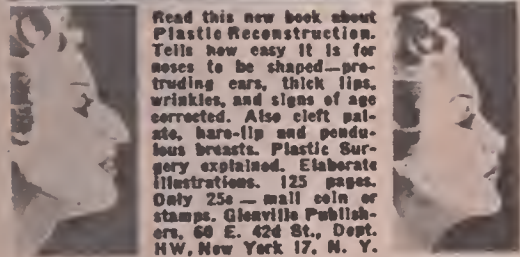 Read this new book about
Plastic Reconstruction.
Tells how easy it is for
noses to be shaped—pro-
truding ears, thick lips,
wrinkles, and signs of age
corrected. Also cleft pal-
ate, hare-lip and pendu-
lous breasts. Plastic Sur-
gery explained. Elaborate
illustrations. 125 pages.
Only 25c — mail coin or
stamps. Glenville Publish-
ers, 60 E. 42d St., Dept.
HW, New York 17, N. Y.